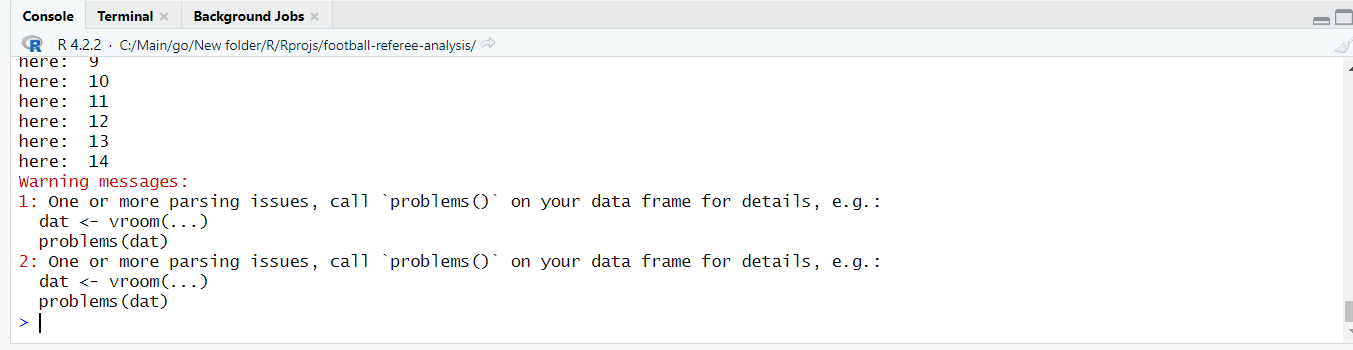 Console Terminal Background Jobs
R R 4.2.2 · C:/Main/go/New folder/R/Rprojs/football-referee-analysis/
here:  9
here:  10
here:  11
here:  12
here:  13
here:  14
Warning messages:
1: One or more parsing issues, call `problems()` on your data frame for details, e.g.:
  dat <- vroom(...)
  problems(dat)
2: One or more parsing issues, call `problems()` on your data frame for details, e.g.:
  dat <- vroom(...)
  problems(dat)
>